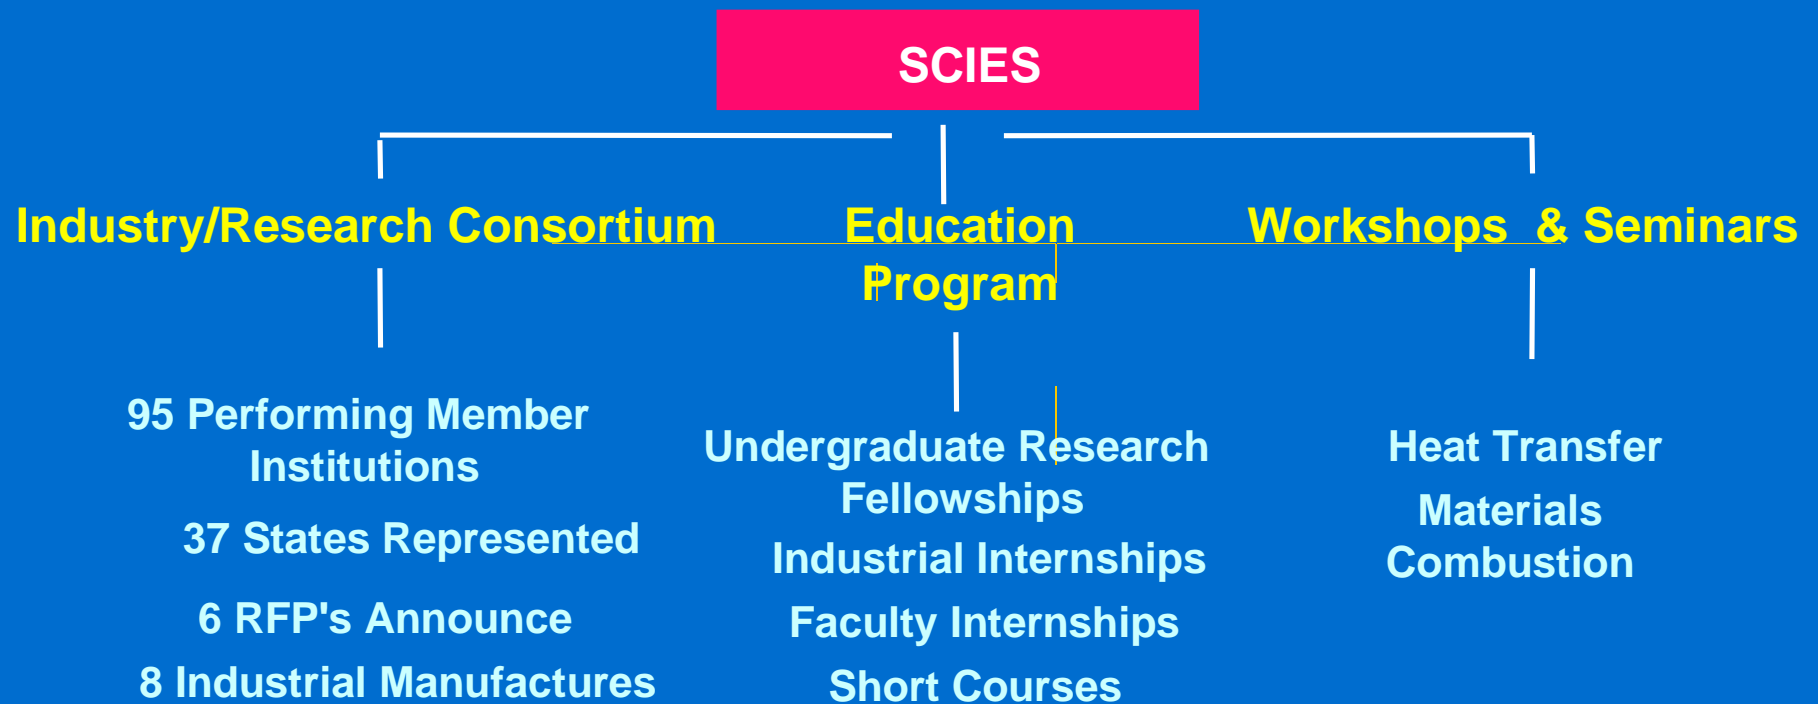 SCIES
Industry/Research Consortium
Education
Program
Workshops & Seminars
95 Performing Member
Institutions
37 States Represented
6 RFP's Announce
8 Industrial Manufactures
Undergraduate Research
Fellowships
Industrial Internships
Faculty Internships
Short Courses
Heat Transfer
Materials
Combustion